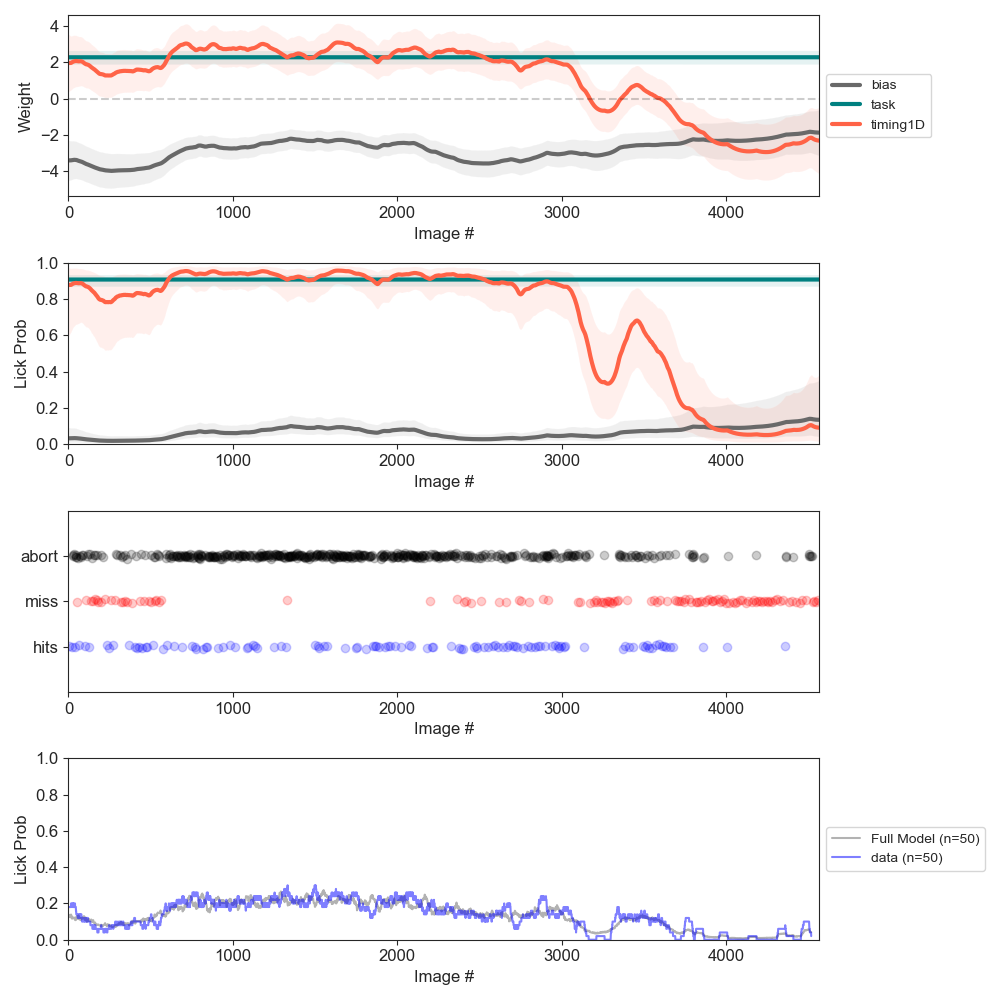 4
2
0
−2
−4
Weight
0 1000 2000 3000 4000
Image #
bias
task
timing1D
1.0
0.8
0.6
0.4
0.2
0.0
Lick Prob
0 1000 2000 3000 4000
Image #
abort
miss
hits
0 1000 2000 3000 4000
Image #
1.0
0.8
0.6
0.4
0.2
0.0
Lick Prob
0 1000 2000 3000 4000
Image #
Full Model (n=50)
data (n=50)